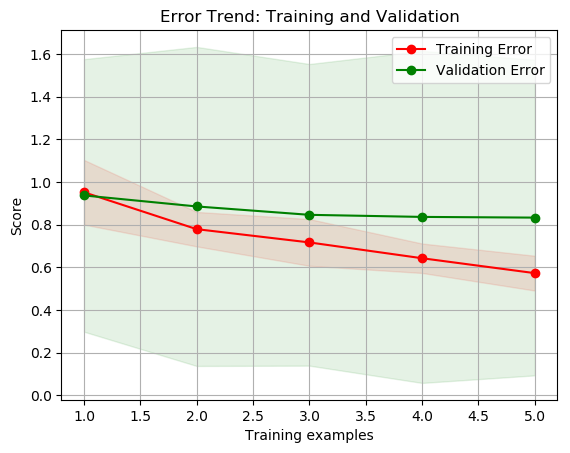 Error Trend: Training and Validation
Training Error
Validation Error
1.6
1.4
1.2
1.0
0.8
0.6
0.4
0.2
0.0
Score
1.0 1.5 2.0 2.5 3.0 3.5 4.0 4.5 5.0
Training examples